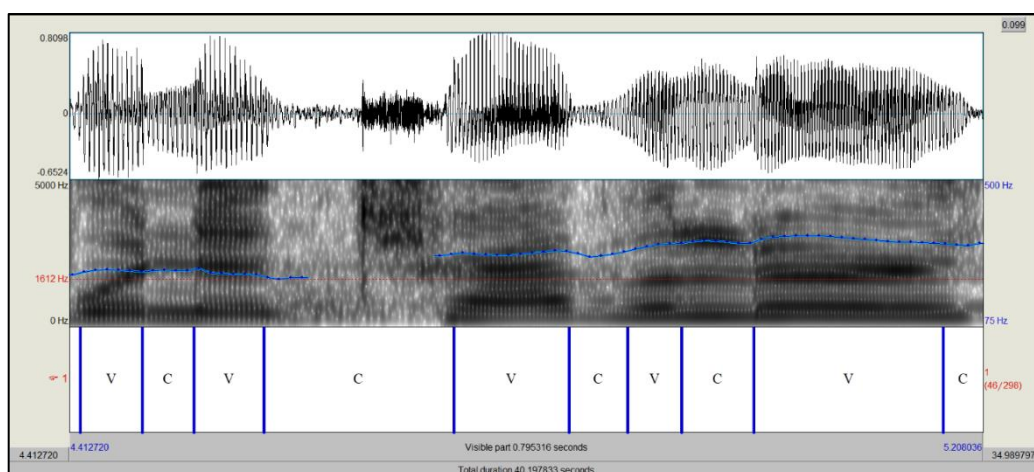 0.099
0.8098
0
-0.6524
5000 Hz 500 Hz
1612 Hz
0 Hz 75 Hz
1 V C V C V C V C V C 1
(46/298)
4.412720 Visible part 0.795316 seconds 5.208036
4.412720 34.989797
Total duration 40.197833 seconds